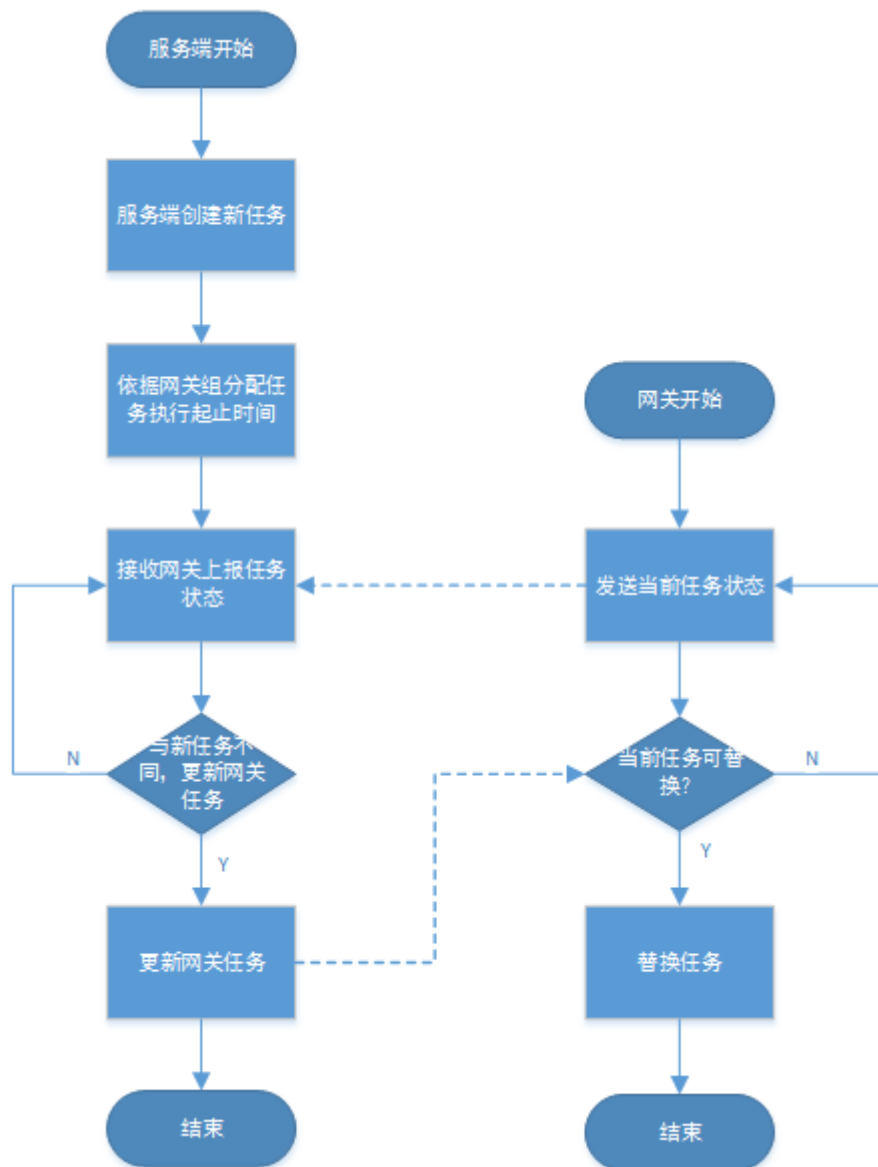 服务端开始
服务端创建新任务
依据网关组分配任
务执行起止时间
网关开始
接收网关上报任务
状态
发送当前任务状态
与新任务不
同，更新网关
任务
N
Y
当前任务可替
换？
N
Y
更新网关任务
替换任务
结束
结束